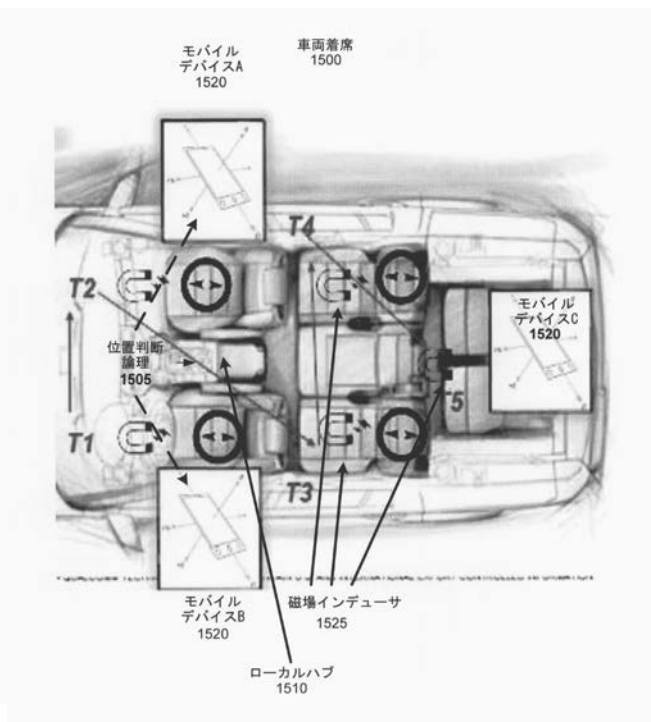 モバイル
デバイスA
1520
車両着席
1500
T4
T2
位置判断
論理
1505
モバイル
デバイスC
1520
T5
T1
T3
モバイル
デバイスB
1520
磁場インデューサ
1525
ローカルハブ
1510